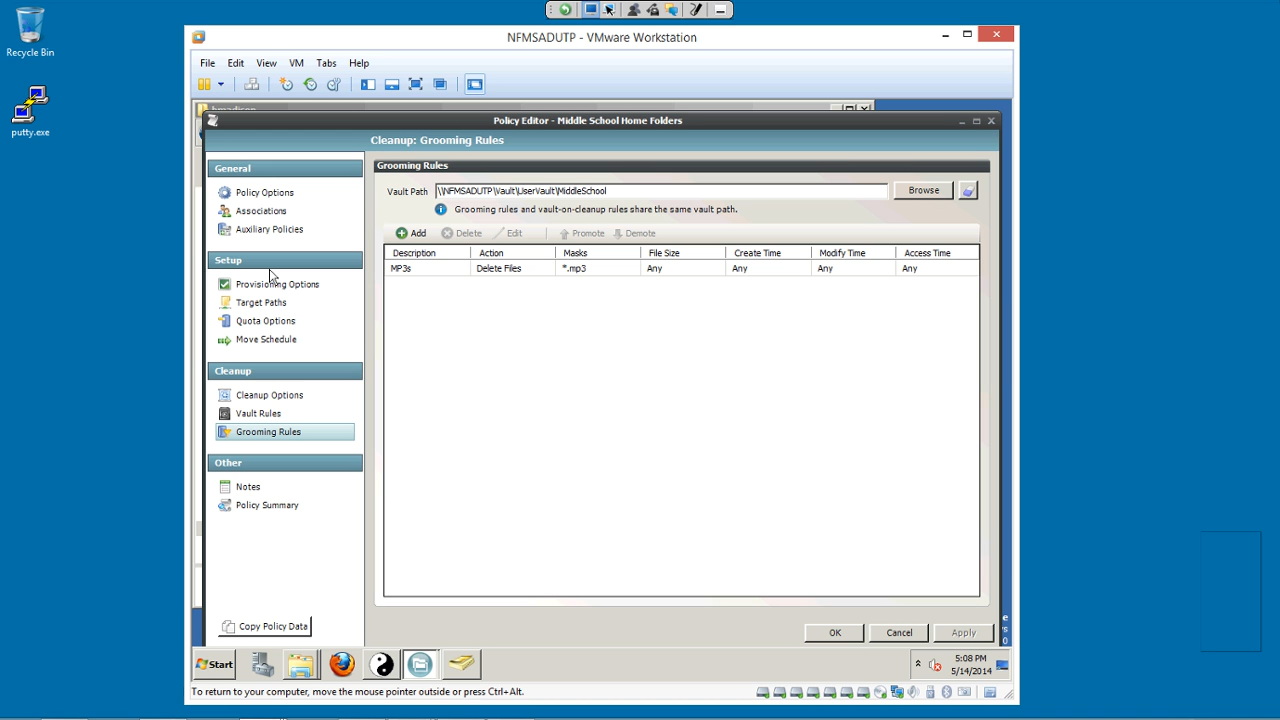 Recycle Bin
putty.exe
NFMSADUTP - VMware Workstation
File Edit View VM Tabs Help
Policy Editor - Middle School Home Folders
Cleanup: Grooming Rules
General
Policy Options
Associations
Auxiliary Policies
Setup
Provisioning Options
Target Paths
Quota Options
Move Schedule
Cleanup
Cleanup Options
Vault Rules
Grooming Rules
Other
Notes
Policy Summary
Copy Policy Data
Grooming Rules
Vault Path \\NFMSADUTP\Vault\UserVault\MiddleSchool Browse
Grooming rules and vault-on-cleanup rules share the same vault path.
Add Delete Edit Promote Demote
Description Action Masks File Size Create Time Modify Time Access Time
MP3s Delete Files *.mp3 Any Any Any Any
OK Cancel Apply
Start
5:08 PM
5/14/2014
To return to your computer, move the mouse pointer outside or press Ctrl+Alt.